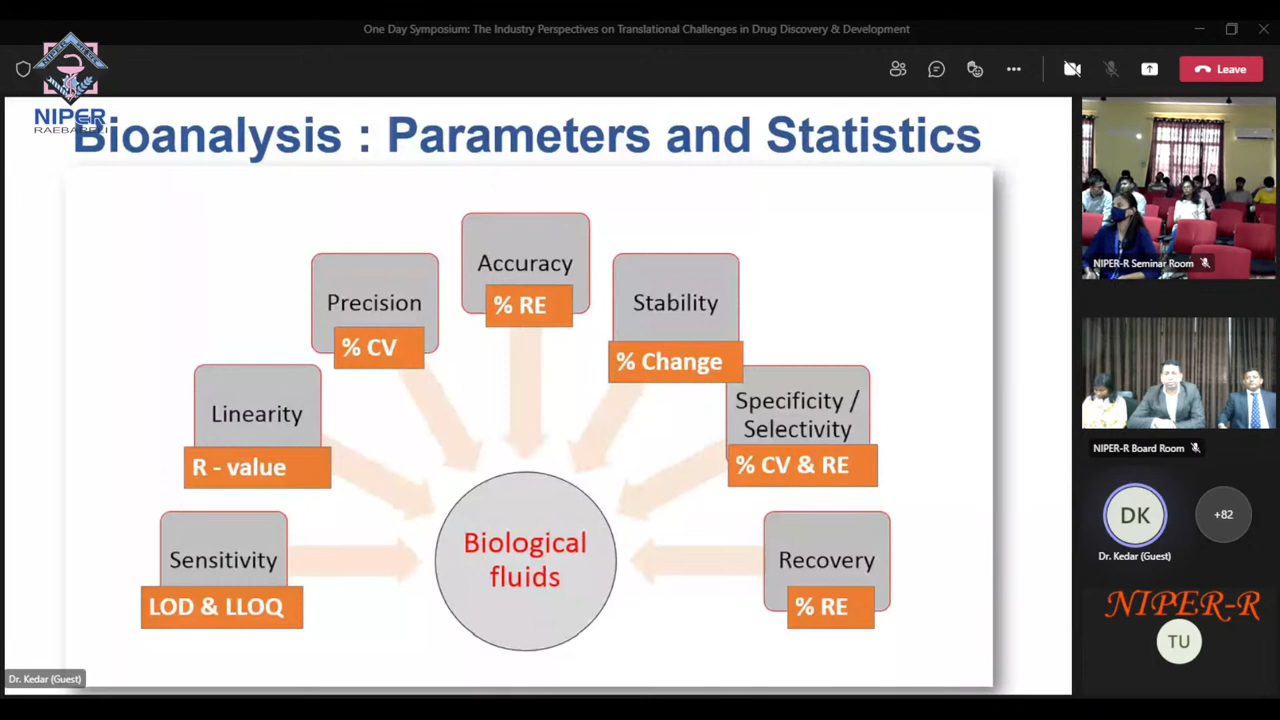 One Day Symposium: The Industry Perspectives on Translational Challenges in Drug Discovery & Development
Leave
NIPER
RAEBARELI
Bioanalysis : Parameters and Statistics
Accuracy
% RE
Precision
% CV
Stability
% Change
Linearity
R - value
Specificity /
Selectivity
% CV & RE
Sensitivity
LOD & LLOQ
Biological
fluids
Recovery
% RE
Dr. Kedar (Guest)
NIPER-R Seminar Room
NIPER-R Board Room
DK
+82
Dr. Kedar (Guest)
NIPER-R
TU